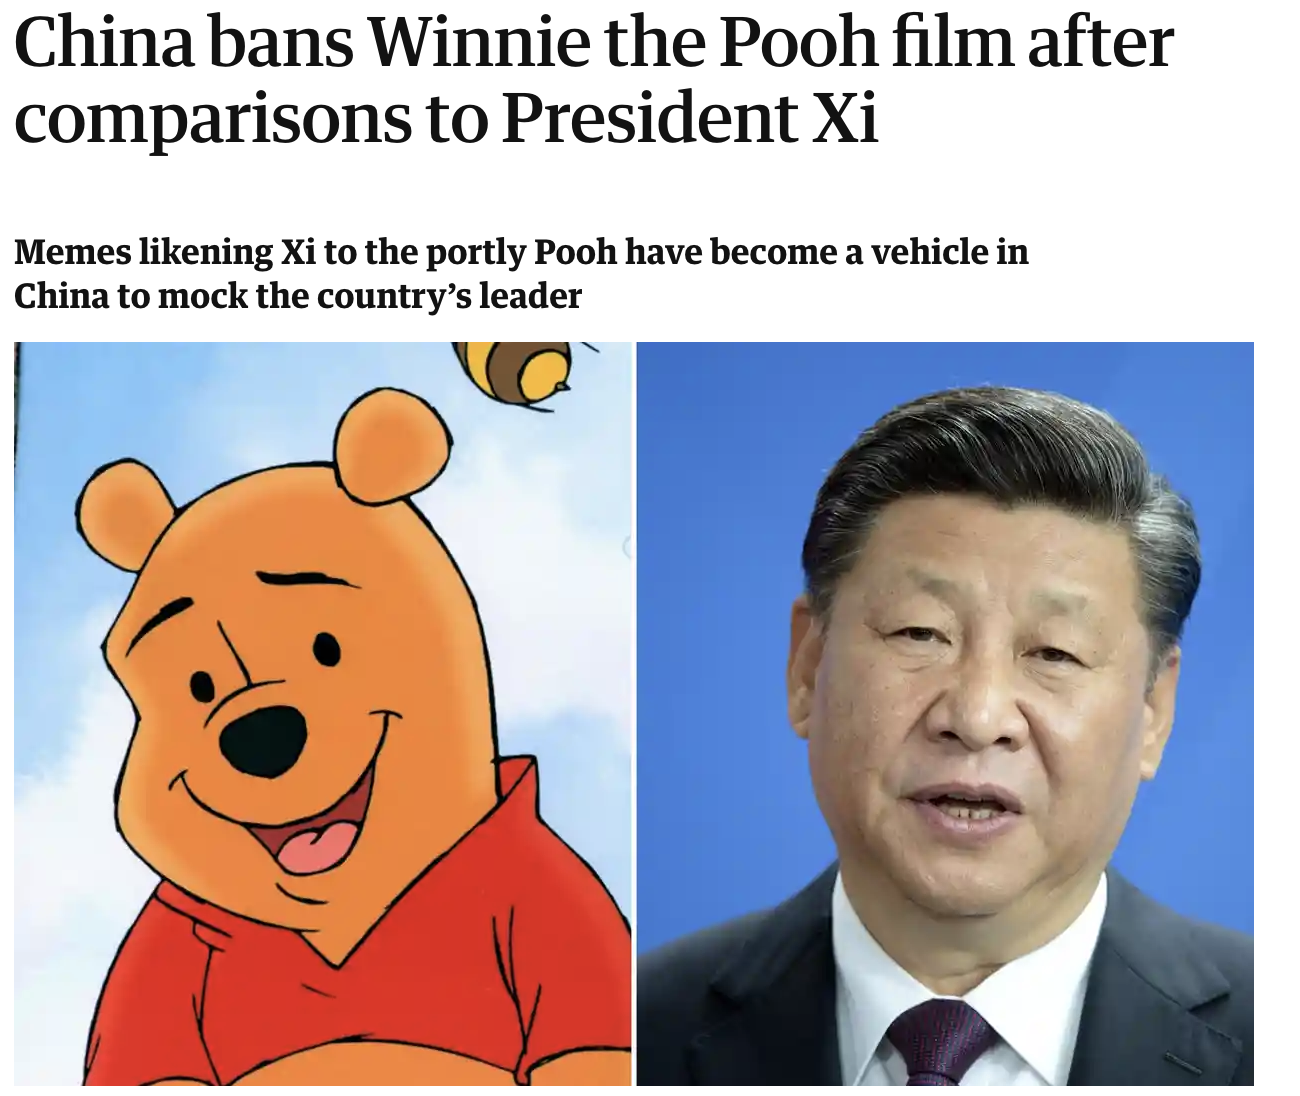 China bans Winnie the Pooh film after
comparisons to President Xi
Memes likening Xi to the portly Pooh have become a vehicle in
China to mock the country’s leader